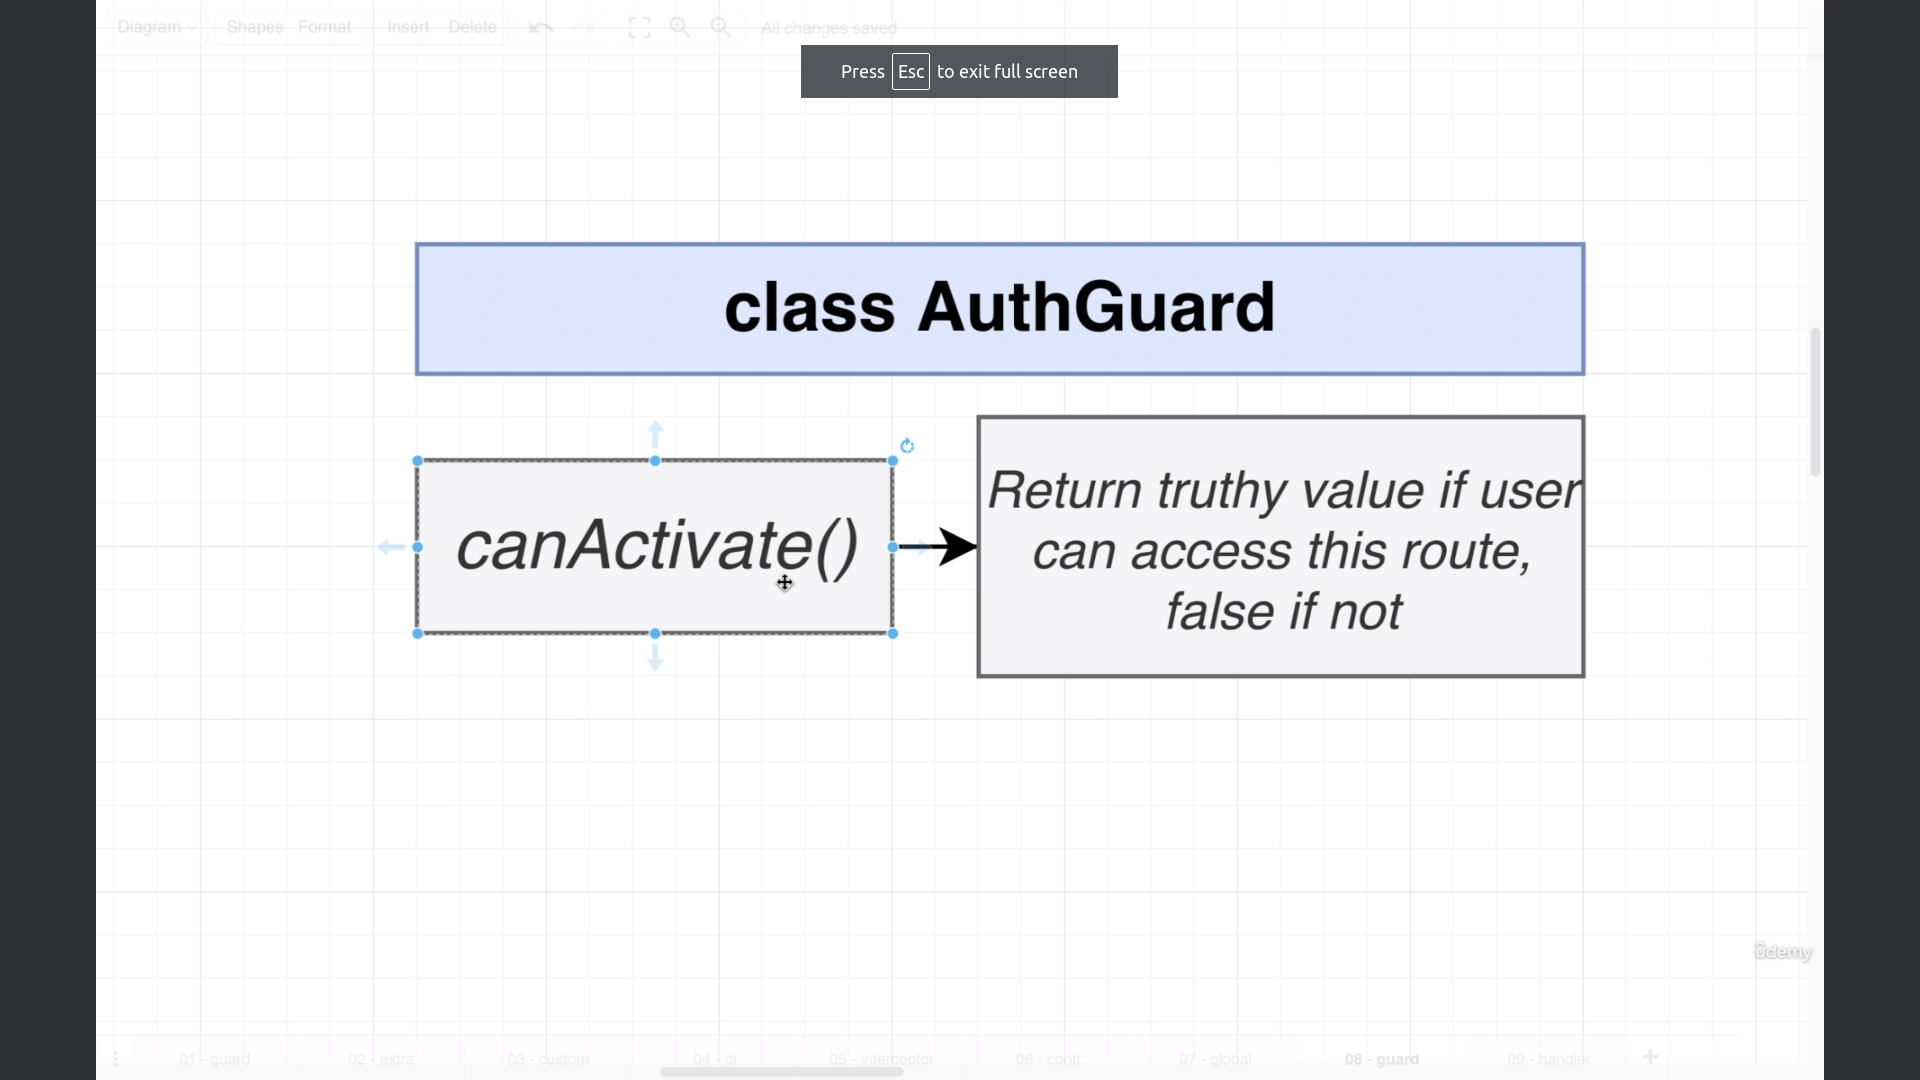 Diagram Shapes Format Insert Delete All changes saved
Press Esc to exit full screen
class AuthGuard
canActivate()
Return truthy value if user
can access this route,
false if not
ûdemy
01 - guard 02 - extra 03 - custom 04 - di 05 - interceptor 06 - contr 07 - global 08 - guard 09 - handler